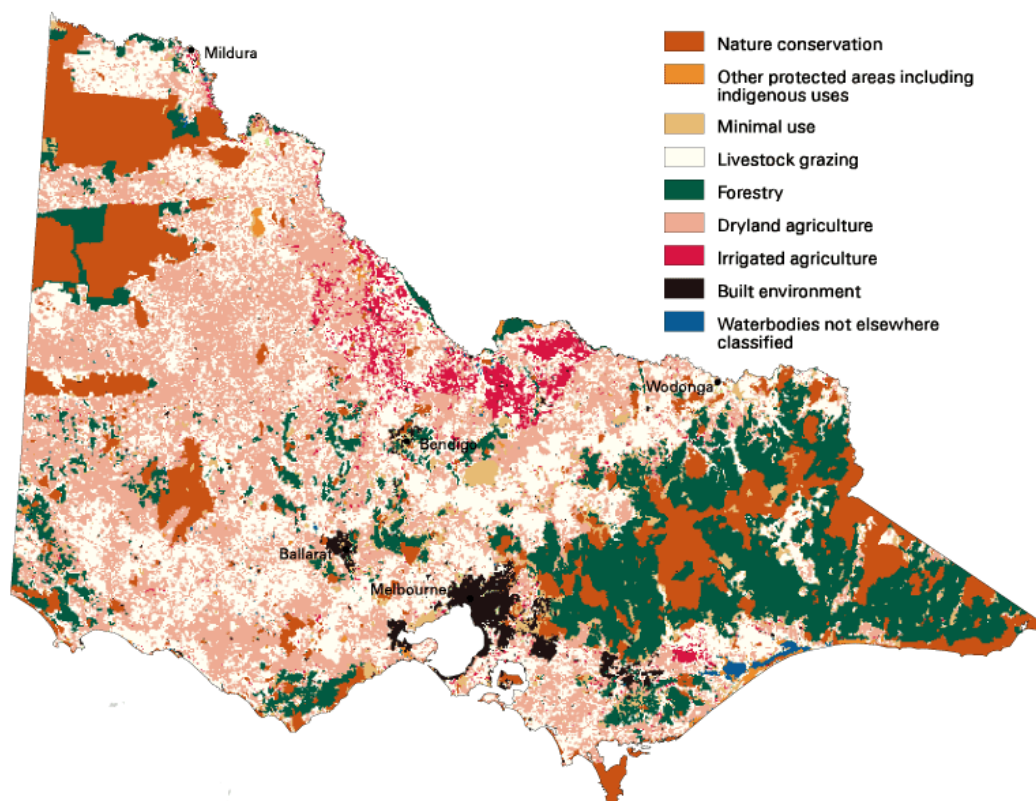 Mildura
Nature conservation
Other protected areas including
indigenous uses
Minimal use
Livestock grazing
Forestry
Dryland agriculture
Irrigated agriculture
Built environment
Waterbodies not elsewhere
classified
Wodonga
Bendigo
Ballarat
Melbourne